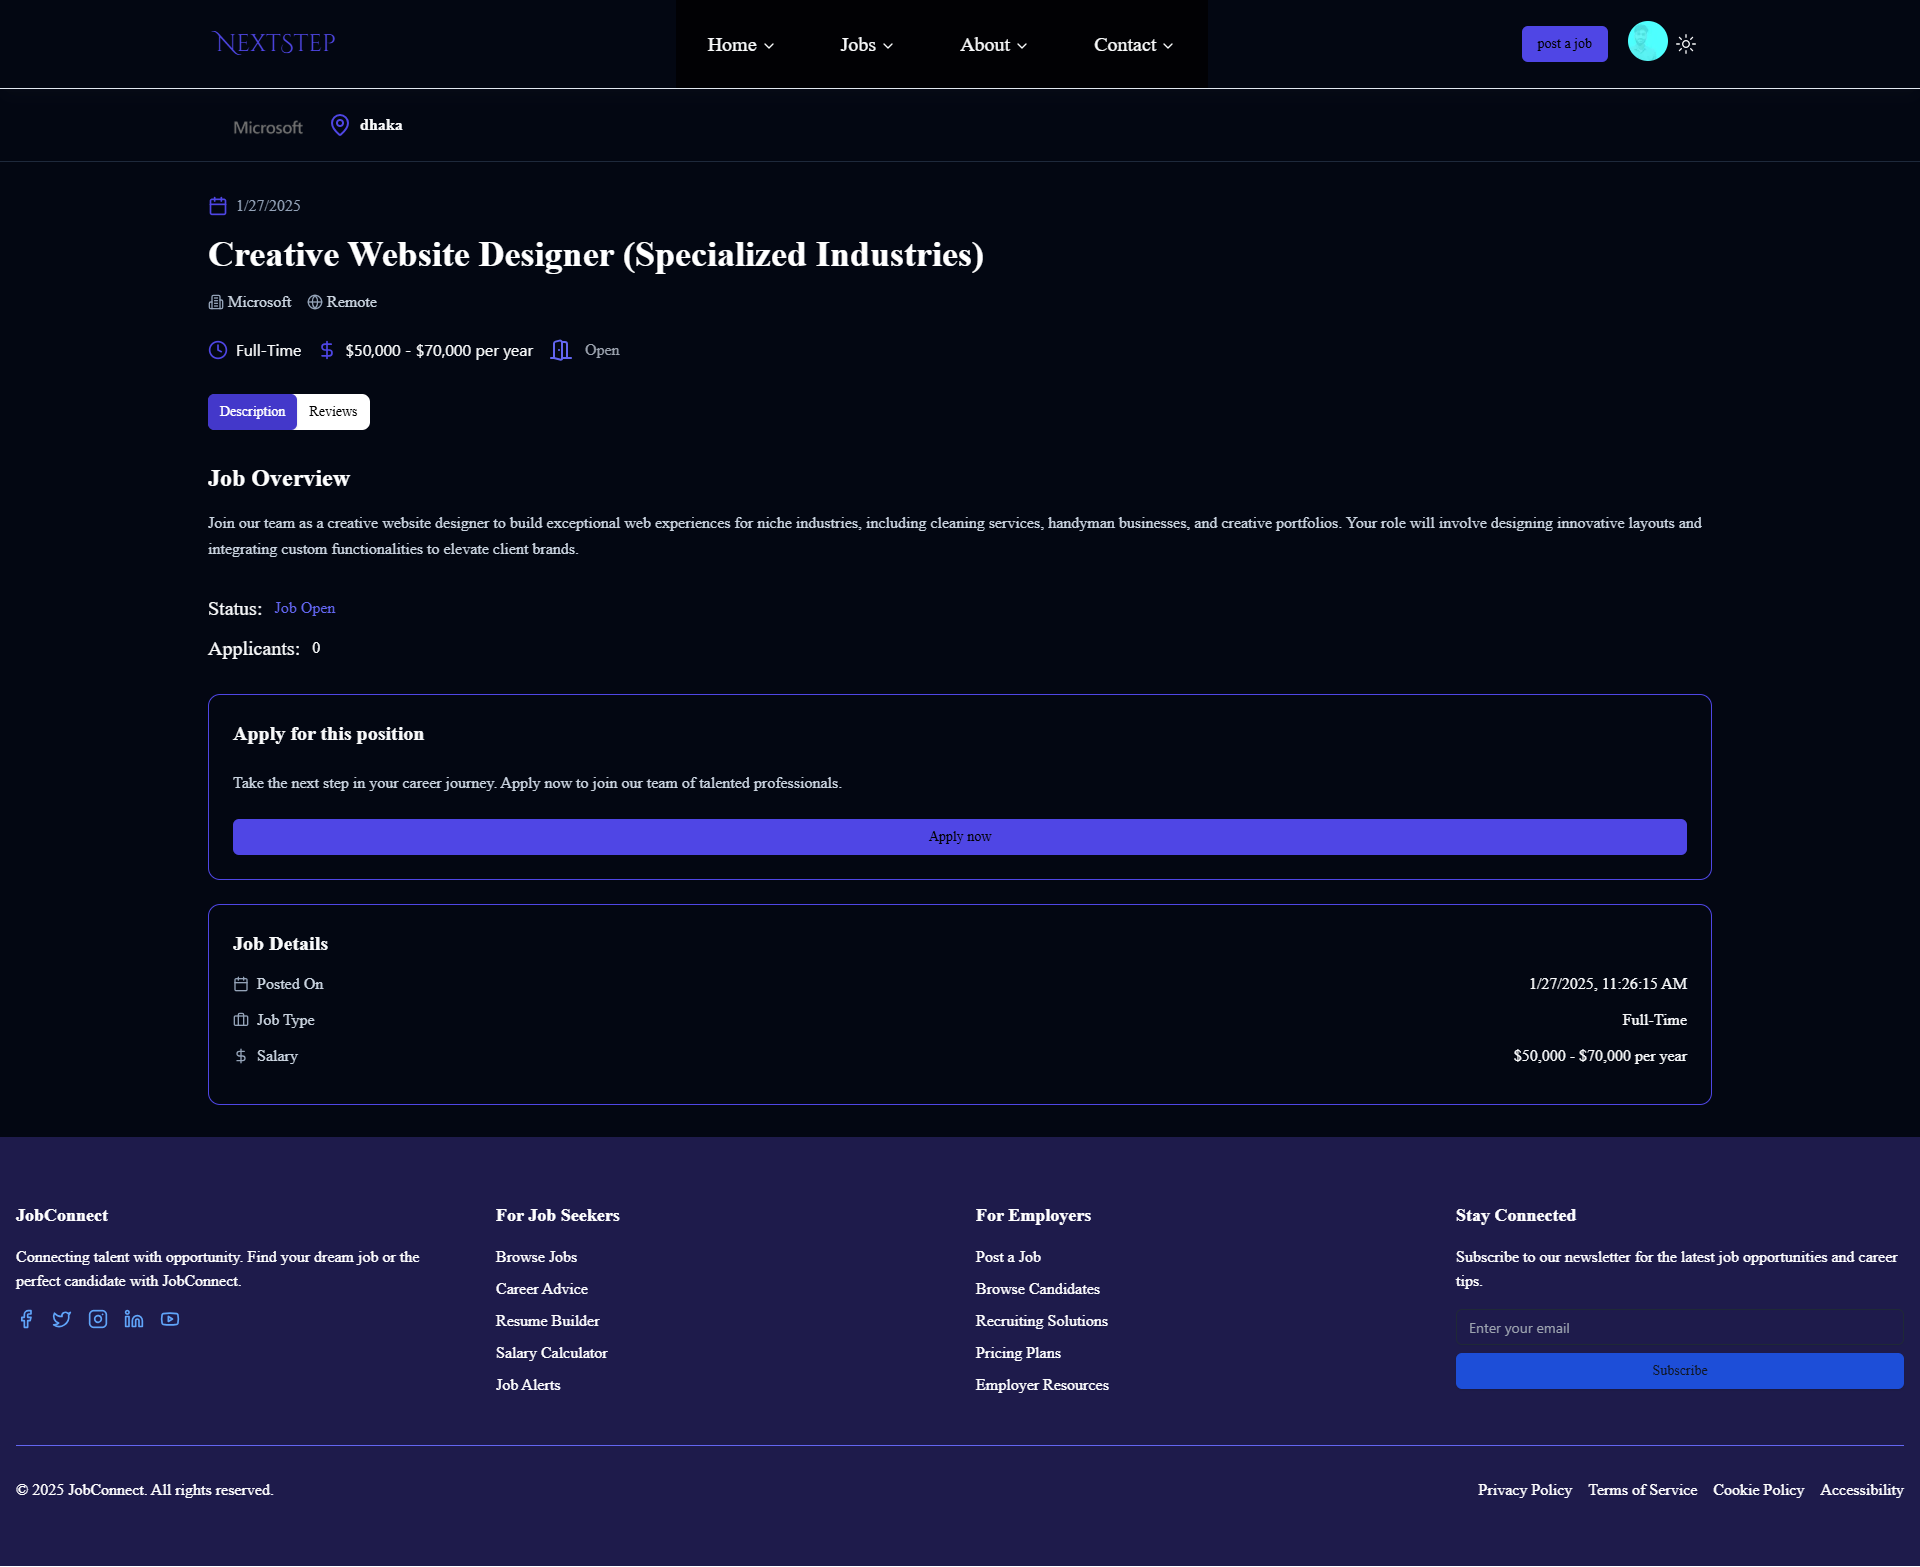 NEXTSTEP
Home
Jobs
About
Contact
post a job
Microsoft
dhaka
1/27/2025
Creative Website Designer (Specialized Industries)
Microsoft
Remote
Full-Time
$50,000 - $70,000 per year
Open
Description
Reviews
Job Overview
Join our team as a creative website designer to build exceptional web experiences for niche industries, including cleaning services, handyman businesses, and creative portfolios. Your role will involve designing innovative layouts and
integrating custom functionalities to elevate client brands.
Status: Job Open
Applicants: 0
Apply for this position
Take the next step in your career journey. Apply now to join our team of talented professionals.
Apply now
Job Details
Posted On 1/27/2025, 11:26:15 AM
Job Type Full-Time
Salary $50,000 - $70,000 per year
JobConnect
Connecting talent with opportunity. Find your dream job or the
perfect candidate with JobConnect.
For Job Seekers
Browse Jobs
Career Advice
Resume Builder
Salary Calculator
Job Alerts
For Employers
Post a Job
Browse Candidates
Recruiting Solutions
Pricing Plans
Employer Resources
Stay Connected
Subscribe to our newsletter for the latest job opportunities and career
tips.
Enter your email
Subscribe
© 2025 JobConnect. All rights reserved.
Privacy Policy
Terms of Service
Cookie Policy
Accessibility